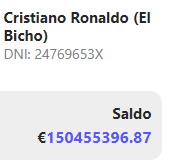 Cristiano Ronaldo (El
Bicho)
DNI: 24769653X
Saldo
€150455396.87